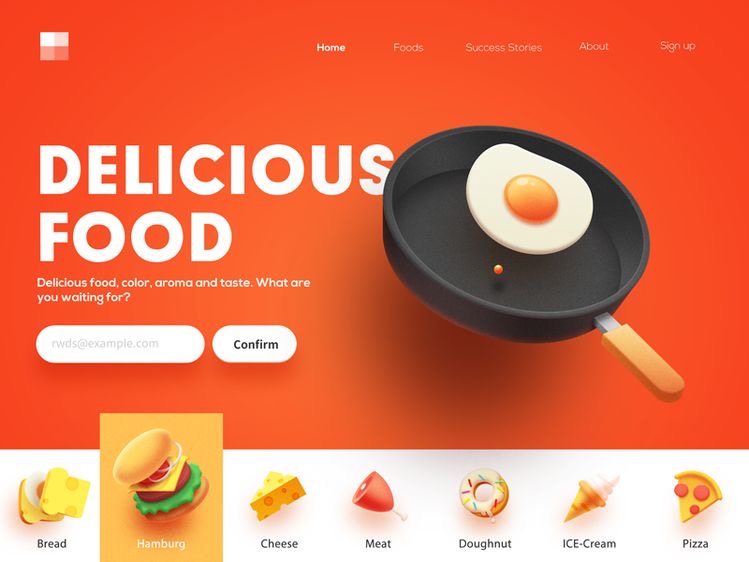 Home Foods Success Stories About Sign up
DELICIOUS
FOOD
Delicious food, color, aroma and taste. What are
you waiting for?
rwds@example.com Confirm
Bread Hamburg Cheese Meat Doughnut ICE-Cream Pizza